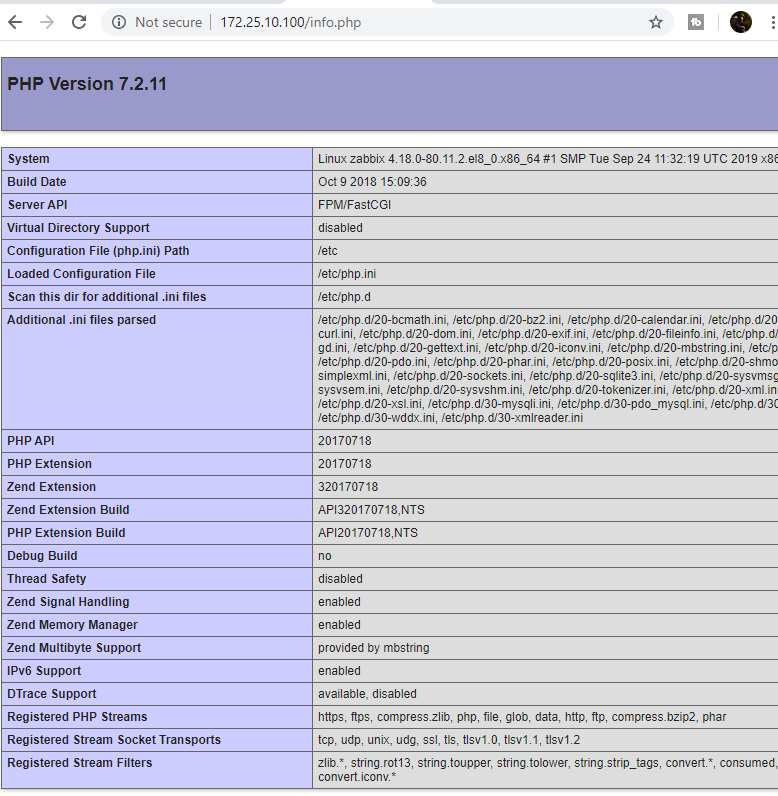 Not secure | 172.25.10.100/info.php
PHP Version 7.2.11
System Linux zabbix 4.18.0-80.11.2.el8_0.x86_64 #1 SMP Tue Sep 24 11:32:19 UTC 2019 x86
Build Date Oct 9 2018 15:09:36
Server API FPM/FastCGI
Virtual Directory Support disabled
Configuration File (php.ini) Path /etc
Loaded Configuration File /etc/php.ini
Scan this dir for additional .ini files /etc/php.d
Additional .ini files parsed /etc/php.d/20-bcmath.ini, /etc/php.d/20-bz2.ini, /etc/php.d/20-calendar.ini, /etc/php.d/20
curl.ini, /etc/php.d/20-dom.ini, /etc/php.d/20-exif.ini, /etc/php.d/20-fileinfo.ini, /etc/php.d/
gd.ini, /etc/php.d/20-gettext.ini, /etc/php.d/20-iconv.ini, /etc/php.d/20-mbstring.ini, /etc/p
/etc/php.d/20-pdo.ini, /etc/php.d/20-phar.ini, /etc/php.d/20-posix.ini, /etc/php.d/20-shmo
simplexml.ini, /etc/php.d/20-sockets.ini, /etc/php.d/20-sqlite3.ini, /etc/php.d/20-sysvmsg
sysvsem.ini, /etc/php.d/20-sysvshm.ini, /etc/php.d/20-tokenizer.ini, /etc/php.d/20-xml.in
/etc/php.d/20-xsl.ini, /etc/php.d/30-mysqli.ini, /etc/php.d/30-pdo_mysql.ini, /etc/php.d/30
/etc/php.d/30-wddx.ini, /etc/php.d/30-xmlreader.ini
PHP API 20170718
PHP Extension 20170718
Zend Extension 320170718
Zend Extension Build API320170718,NTS
PHP Extension Build API20170718,NTS
Debug Build no
Thread Safety disabled
Zend Signal Handling enabled
Zend Memory Manager enabled
Zend Multibyte Support provided by mbstring
IPv6 Support enabled
DTrace Support available, disabled
Registered PHP Streams https, ftps, compress.zlib, php, file, glob, data, http, ftp, compress.bzip2, phar
Registered Stream Socket Transports tcp, udp, unix, udg, ssl, tls, tlsv1.0, tlsv1.1, tlsv1.2
Registered Stream Filters zlib.*, string.rot13, string.toupper, string.tolower, string.strip_tags, convert.*, consumed,
convert.iconv.*